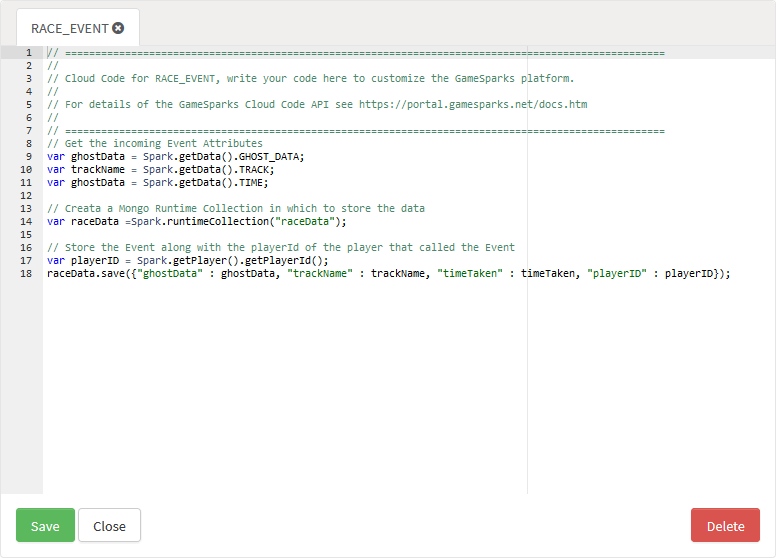 RACE_EVENT
1 // ====================================================================================================
2 //
3 // Cloud Code for RACE_EVENT, write your code here to customize the GameSparks platform.
4 //
5 // For details of the GameSparks Cloud Code API see https://portal.gamesparks.net/docs.htm
6 //
7 // ====================================================================================================
8 // Get the incoming Event Attributes
9 var ghostData = Spark.getData().GHOST_DATA;
10 var trackName = Spark.getData().TRACK;
11 var ghostData = Spark.getData().TIME;
12
13 // Creata a Mongo Runtime Collection in which to store the data
14 var raceData =Spark.runtimeCollection("raceData");
15
16 // Store the Event along with the playerId of the player that called the Event
17 var playerID = Spark.getPlayer().getPlayerId();
18 raceData.save({"ghostData" : ghostData, "trackName" : trackName, "timeTaken" : timeTaken, "playerID" : playerID});
Save Close Delete